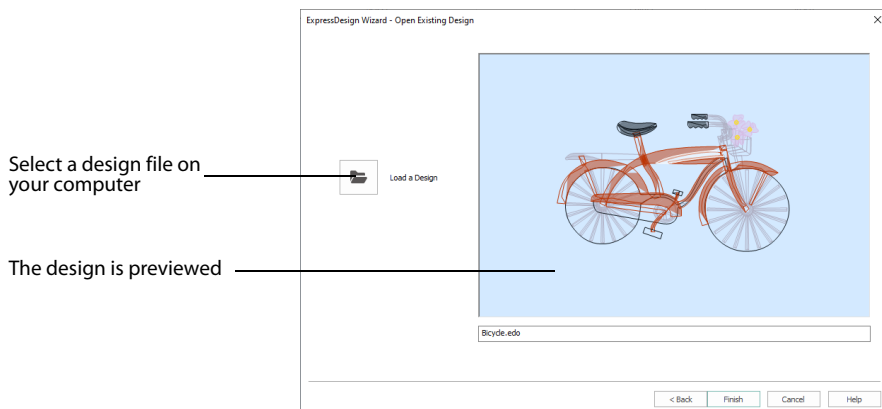 ExpressDesign Wizard - Open Existing Design
Select a design file on
your computer
Load a Design
The design is previewed
Bicycle.edo
< Back
Finish
Cancel
Help